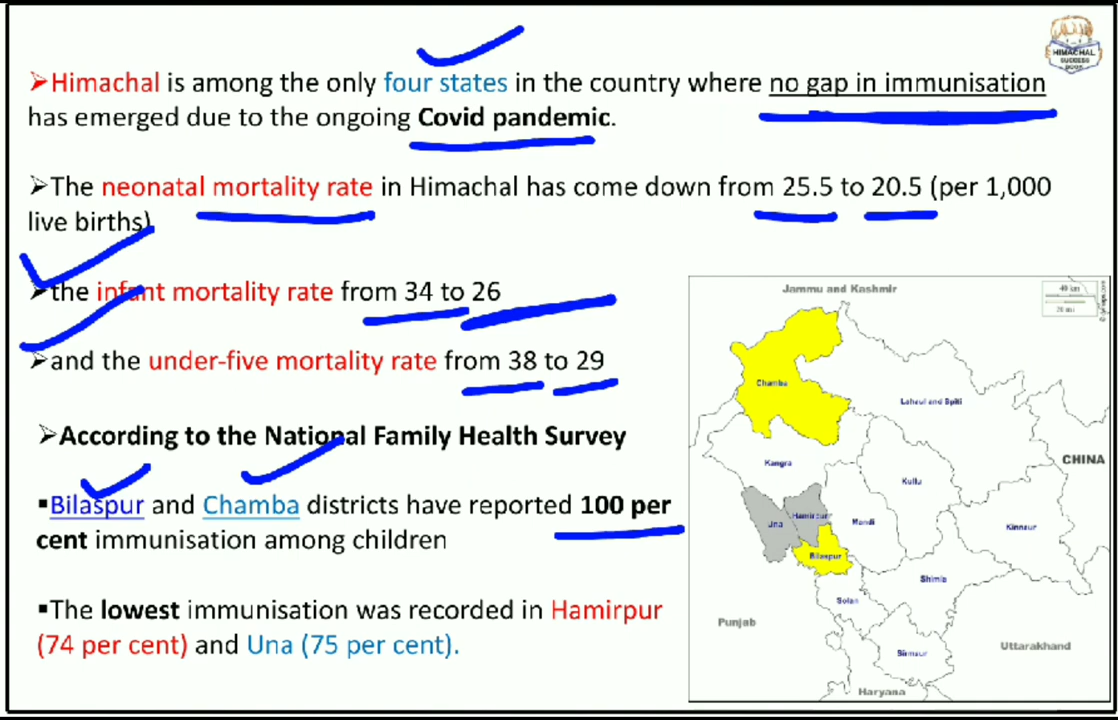 HIMACHAL
SUCCESS
BOOK
➢Himachal is among the only four states in the country where no gap in immunisation
has emerged due to the ongoing Covid pandemic.
➢The neonatal mortality rate in Himachal has come down from 25.5 to 20.5 (per 1,000
live births)
➢the infant mortality rate from 34 to 26
➢and the under-five mortality rate from 38 to 29
➢According to the National Family Health Survey
▪Bilaspur and Chamba districts have reported 100 per
cent immunisation among children
▪The lowest immunisation was recorded in Hamirpur
(74 per cent) and Una (75 per cent).
Jammu and Kashmir
40 km
Chamba
Lahaul and Spiti
Kangra
CHINA
Kullu
Hamirpur
Una
Mandi
Kinnaur
Bilaspur
Shimla
Solan
Punjab
Uttarakhand
Sirmaur
Haryana